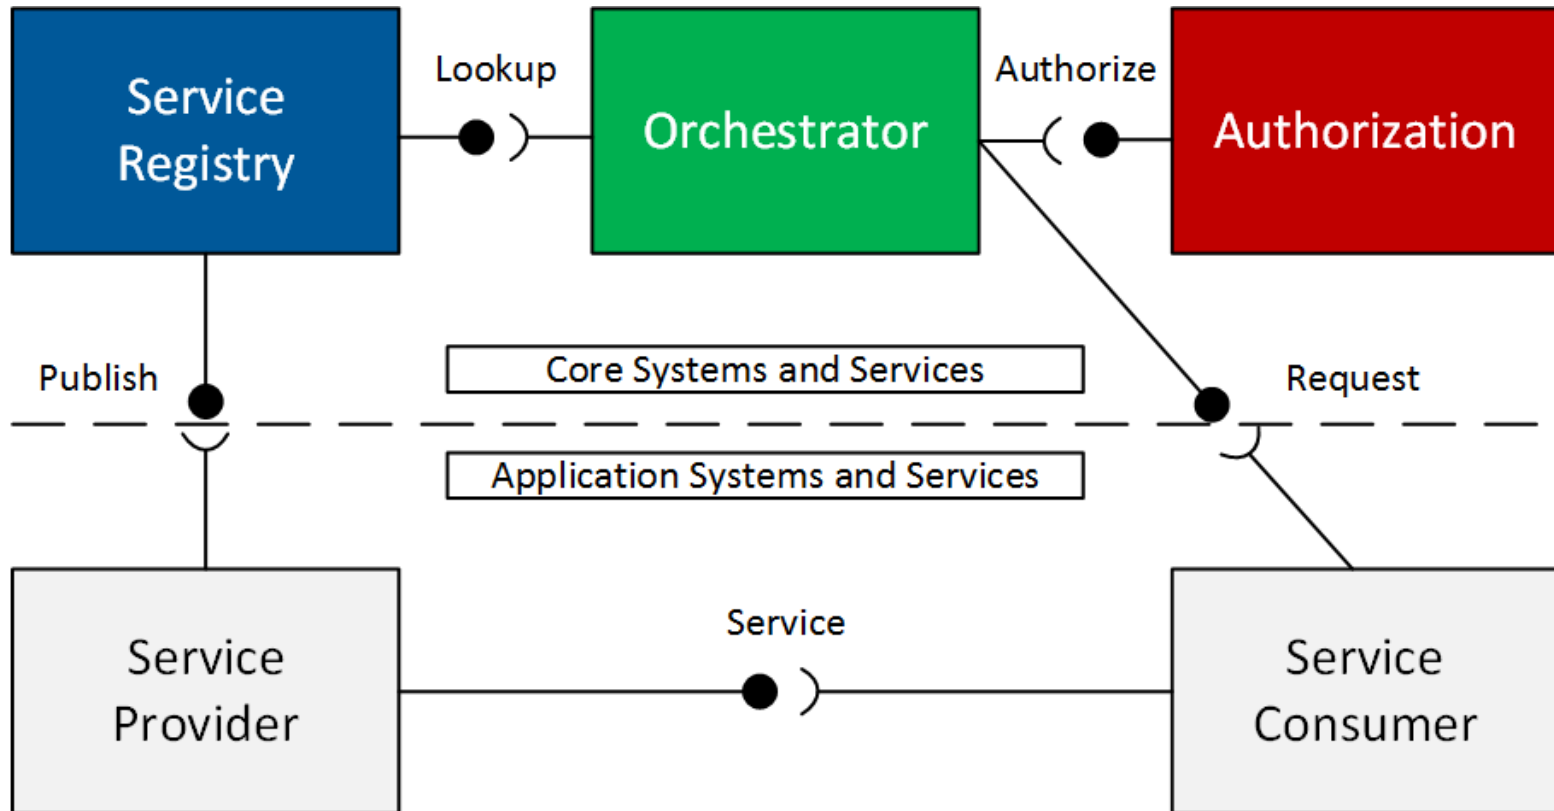 Service
Registry
Lookup
Orchestrator
Authorize
Authorization
Publish
Core Systems and Services
Request
Application Systems and Services
Service
Provider
Service
Service
Consumer